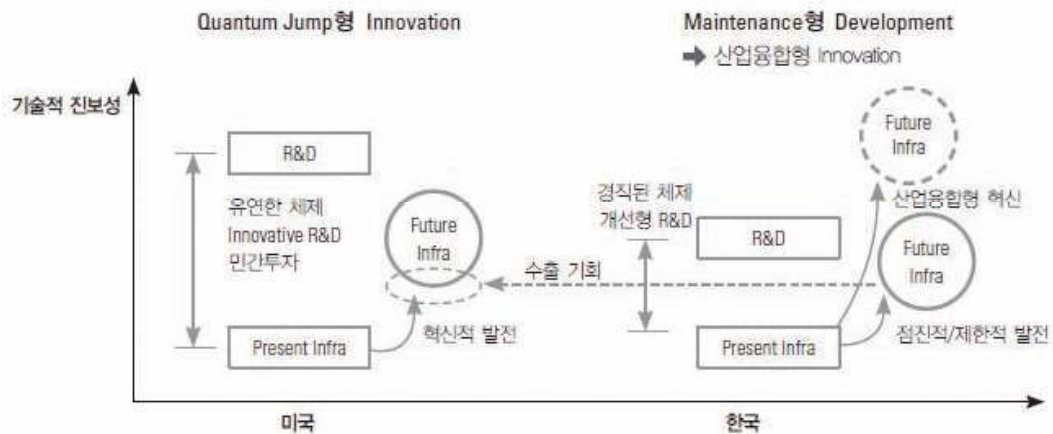 Quantum Jump형 Innovation
Maintenance형 Development
➡ 산업융합형 Innovation
기술적 진보성
R&D
유연한 체제
Innovative R&D
민간투자
Future
Infra
Present Infra
혁신적 발전
수출 기회
경직된 체제
개선형 R&D
R&D
Present Infra
Future
Infra
산업융합형 혁신
Future
Infra
점진적/제한적 발전
미국
한국